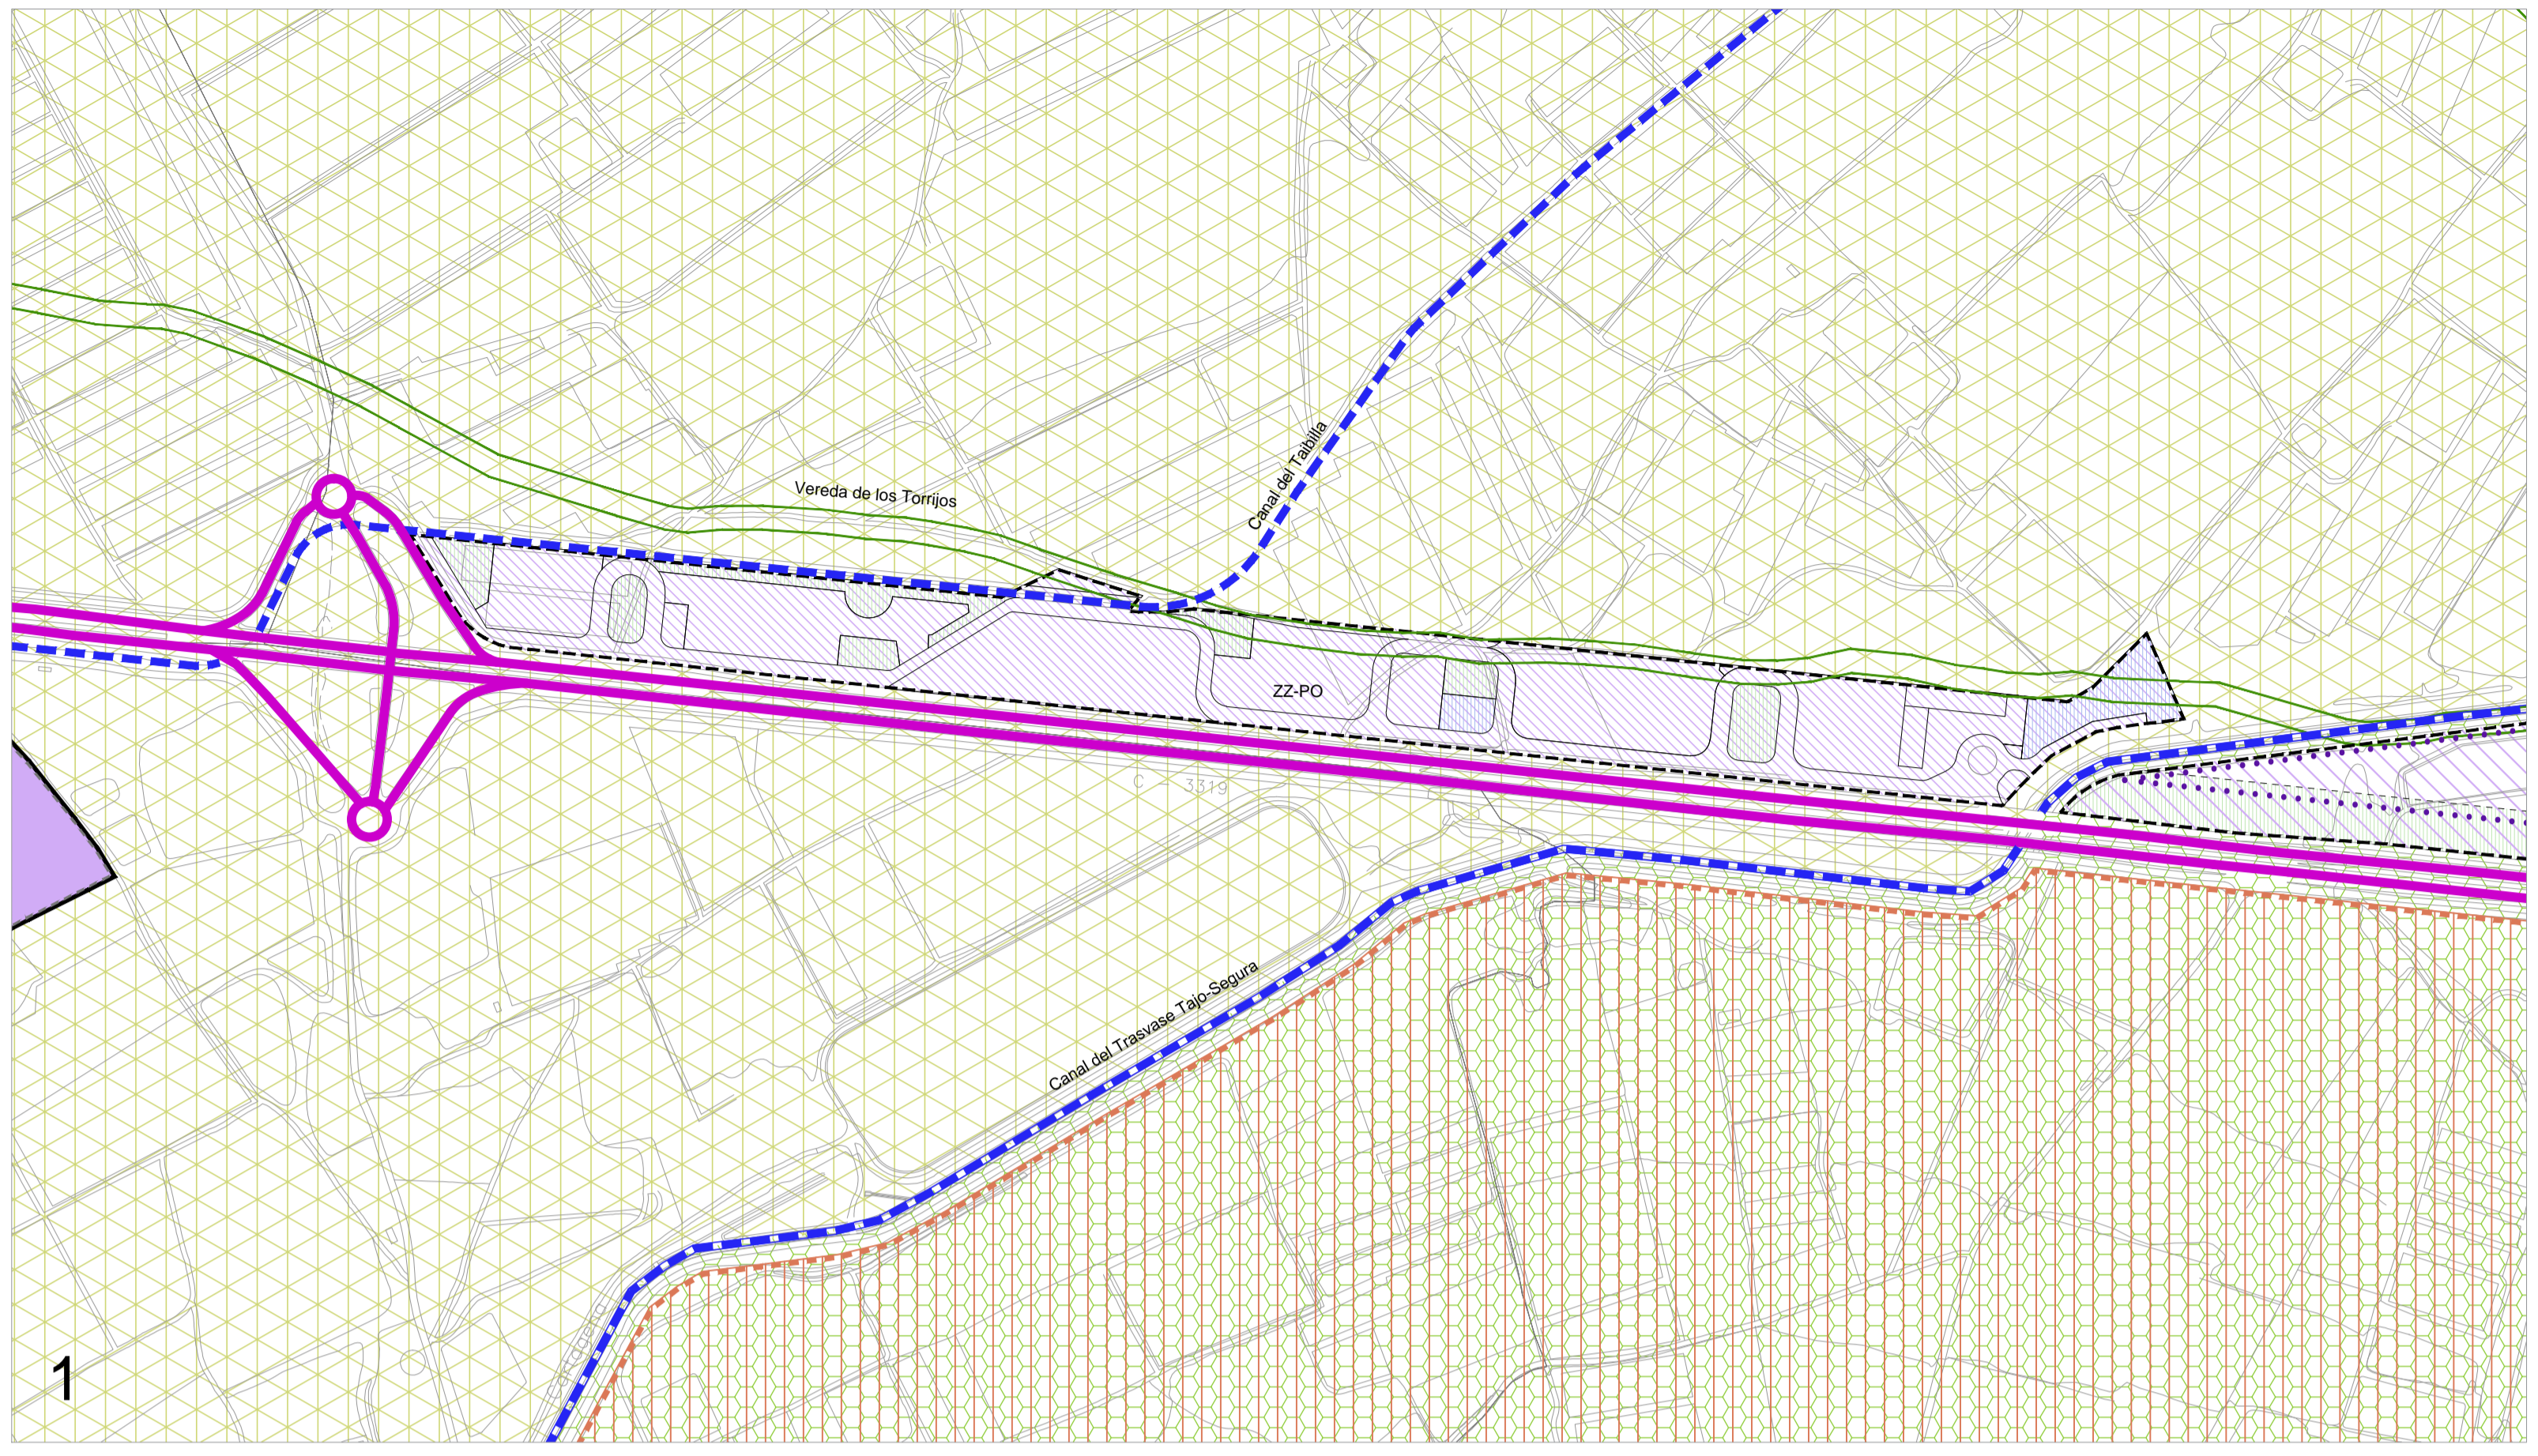 Canal del Taibilla
Vereda de los Torrijos
ZZ-PO
C - 3319
Canal del Trasvase Tajo-Segura
1